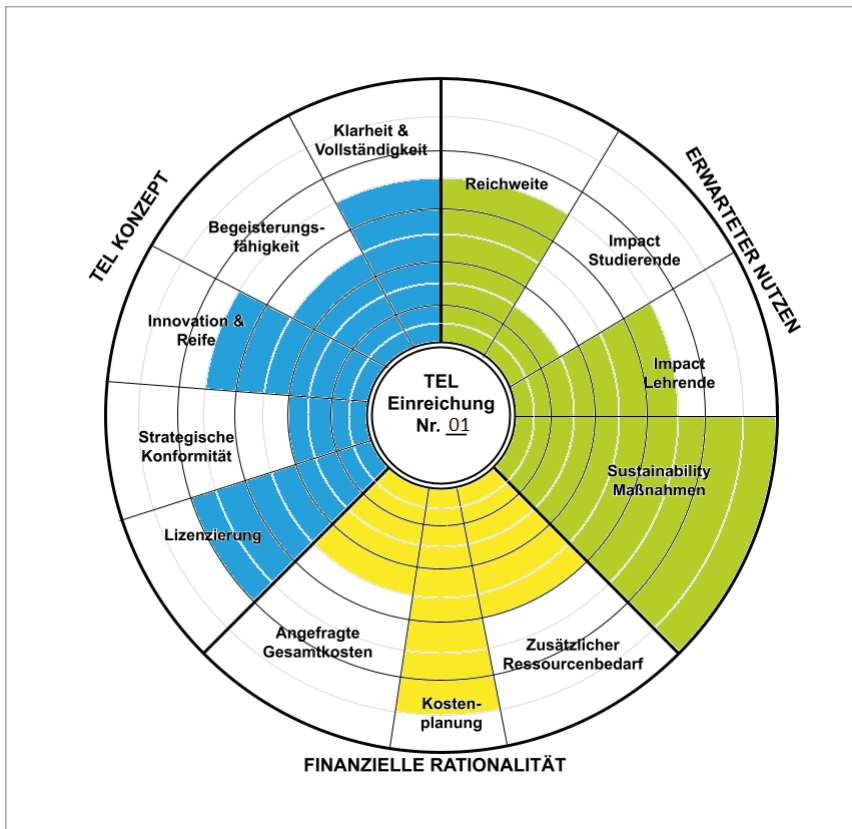 Klarheit &
Vollständigkeit
Reichweite
TEL KONZEPT
ERWARTETER NUTZEN
Begeisterungs-
fähigkeit
Impact
Studierende
Innovation &
Reife
Impact
Lehrende
TEL
Einreichung
Nr. 01
Strategische
Konformität
Sustainability
Maßnahmen
Lizenzierung
Angefragte
Gesamtkosten
Zusätzlicher
Ressourcenbedarf
Kosten-
planung
FINANZIELLE RATIONALITÄT